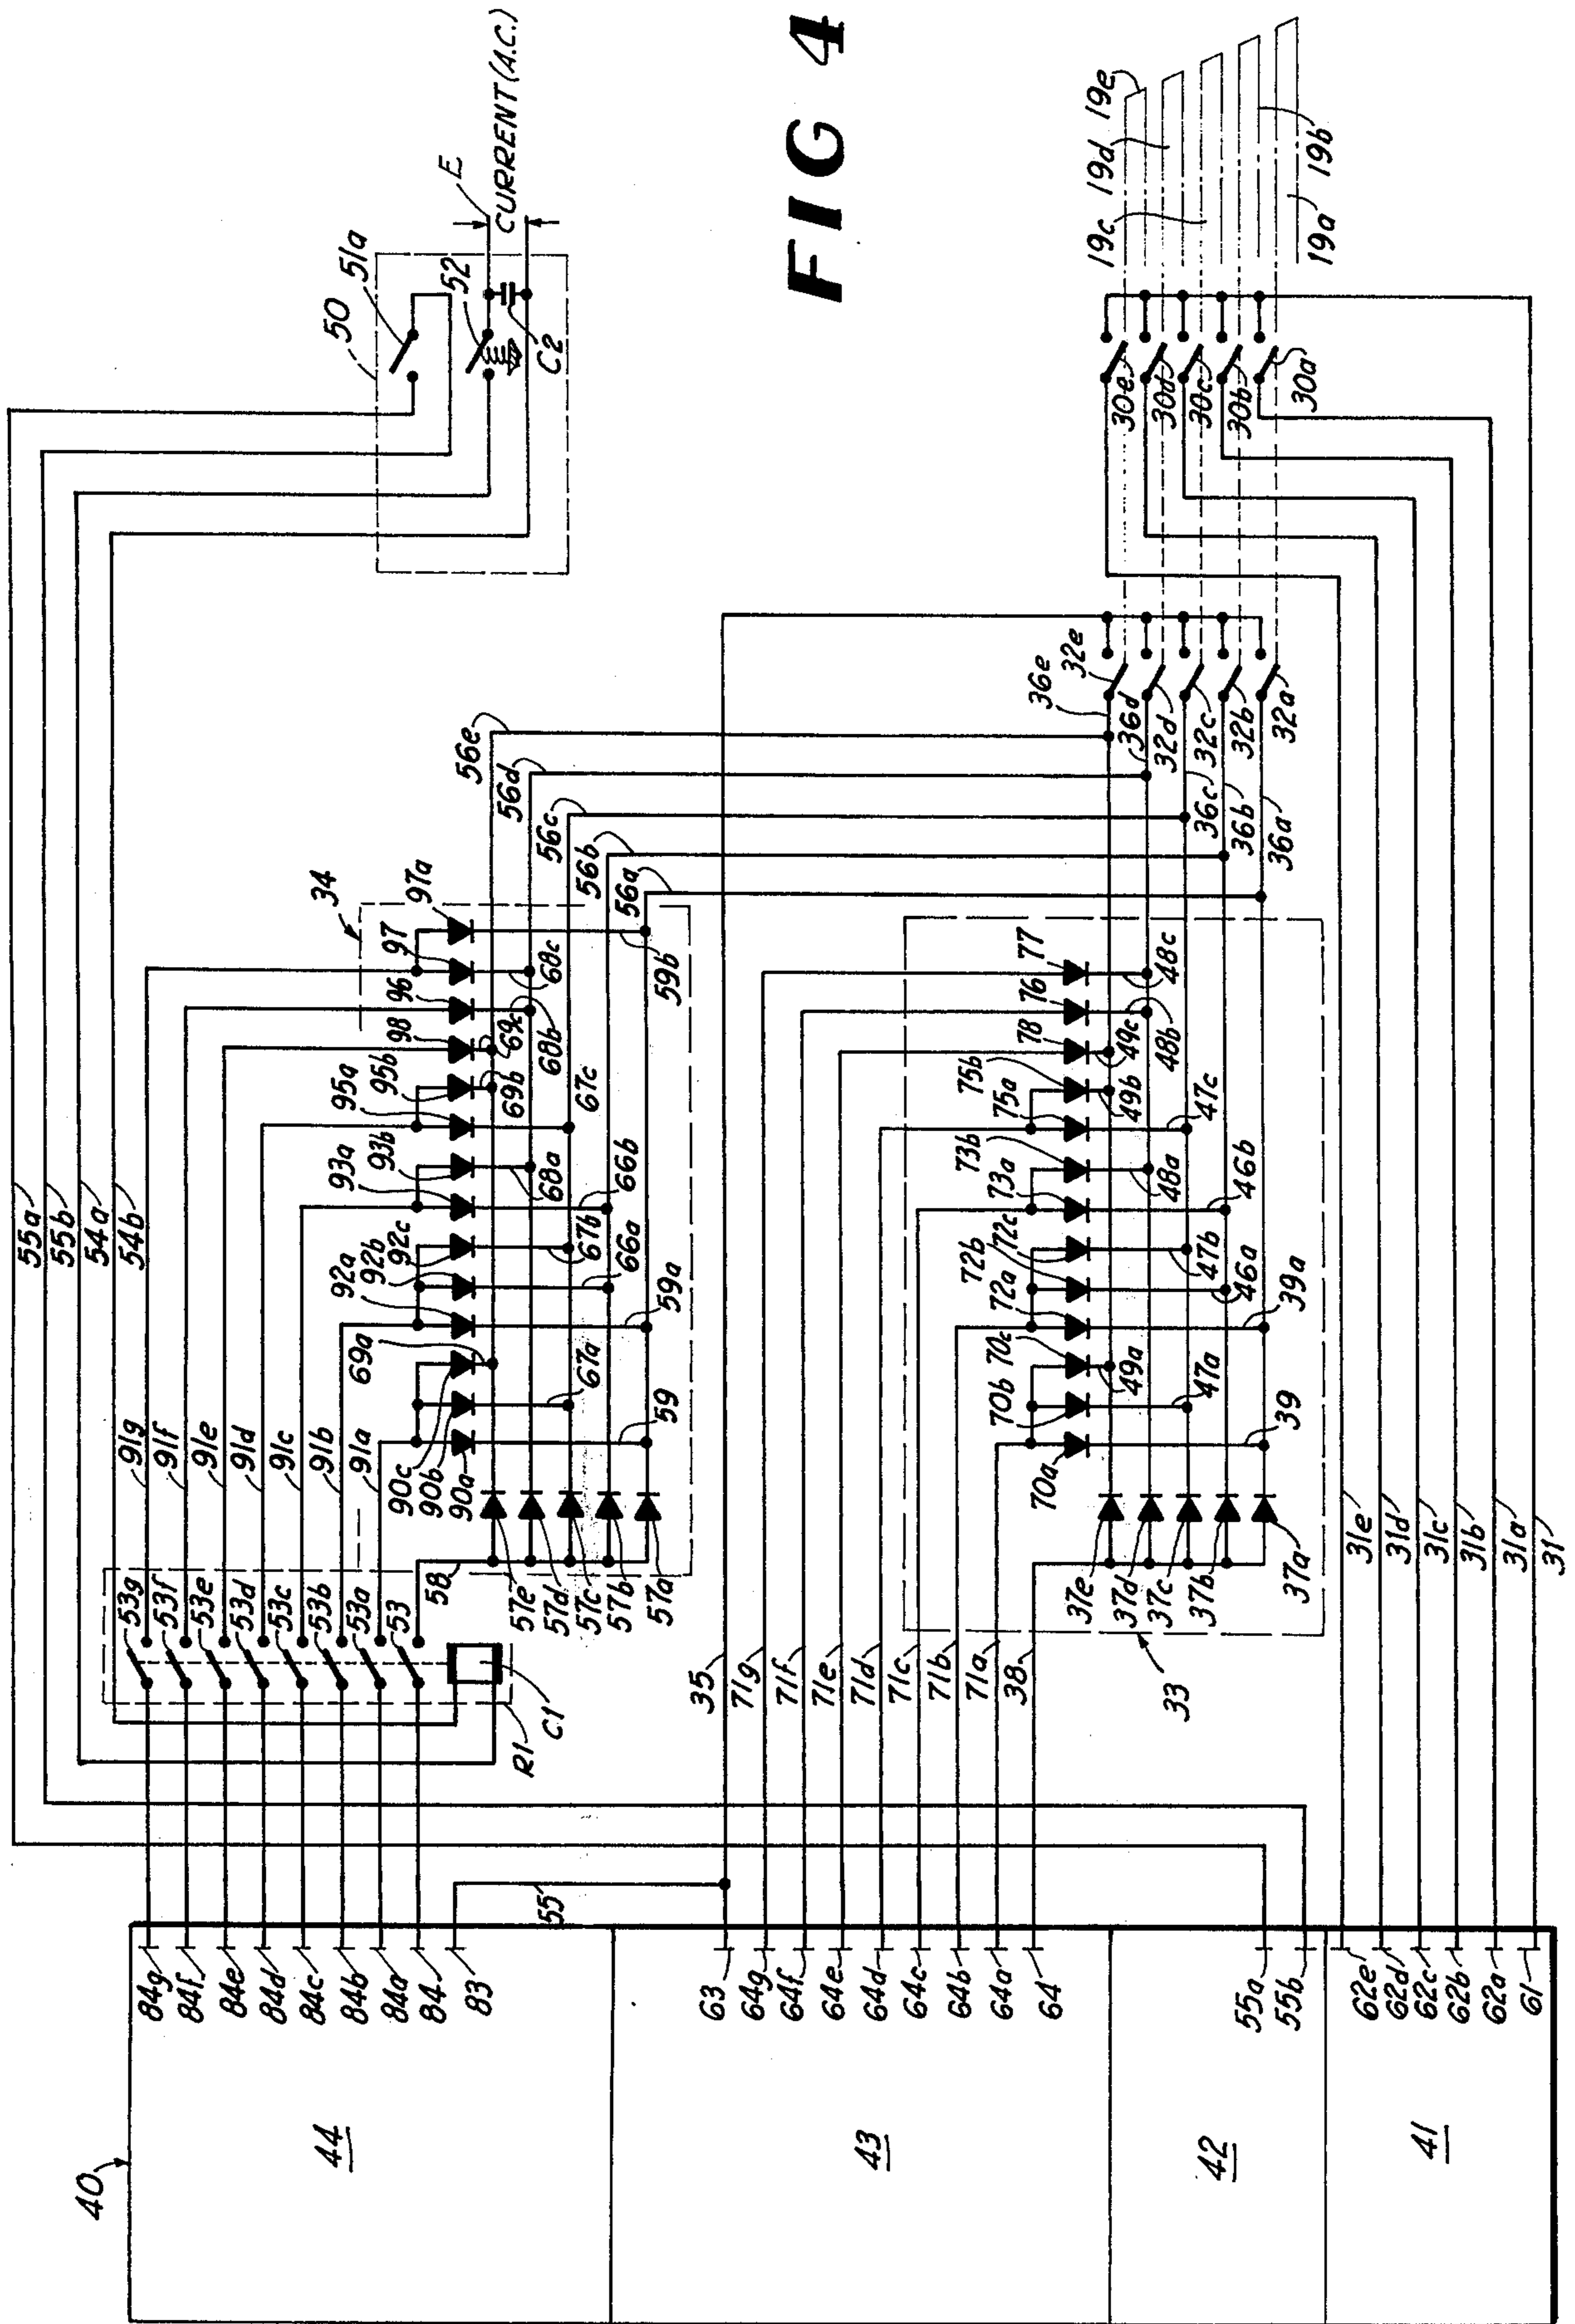 FIG 4
40
44
43
42
41
84g
84f
84e
84d
84c
84b
84a
84
83
63
64g
64f
64e
64d
64c
64b
64a
64
55a
55b
62e
62d
62c
62b
62a
61
55
R1
C1
53g
53f
53e
53d
53c
53b
53a
53
58
57e
57d
57c
57b
57a
91g
91f
91e
91d
91c
91b
91a
55a
55b
54a
54b
90c
90b
90a
69a
67a
59
92a
92b
92c
59a
66a
67b
93a
93b
66b
68a
95a
95b
67c
69b
98
69c
96
68b
97
68c
97a
59b
59b
34
56e
56d
56c
56b
56a
50
51a
52
C2
E
CURRENT (A.C.)
35
71g
71f
71e
71d
71c
71b
71a
38
33
37e
37d
37c
37b
37a
70a
70b
70c
49a
47a
39
72a
72b
72c
39a
46a
47b
73a
73b
46b
48a
75a
75b
47c
49b
78
49c
76
48b
77
48c
36e
36d
36c
36b
36a
32e
32d
32c
32b
32a
30e
30d
30c
30b
30a
19c
19d
19e
19b
19a
31e
31d
31c
31b
31a
31